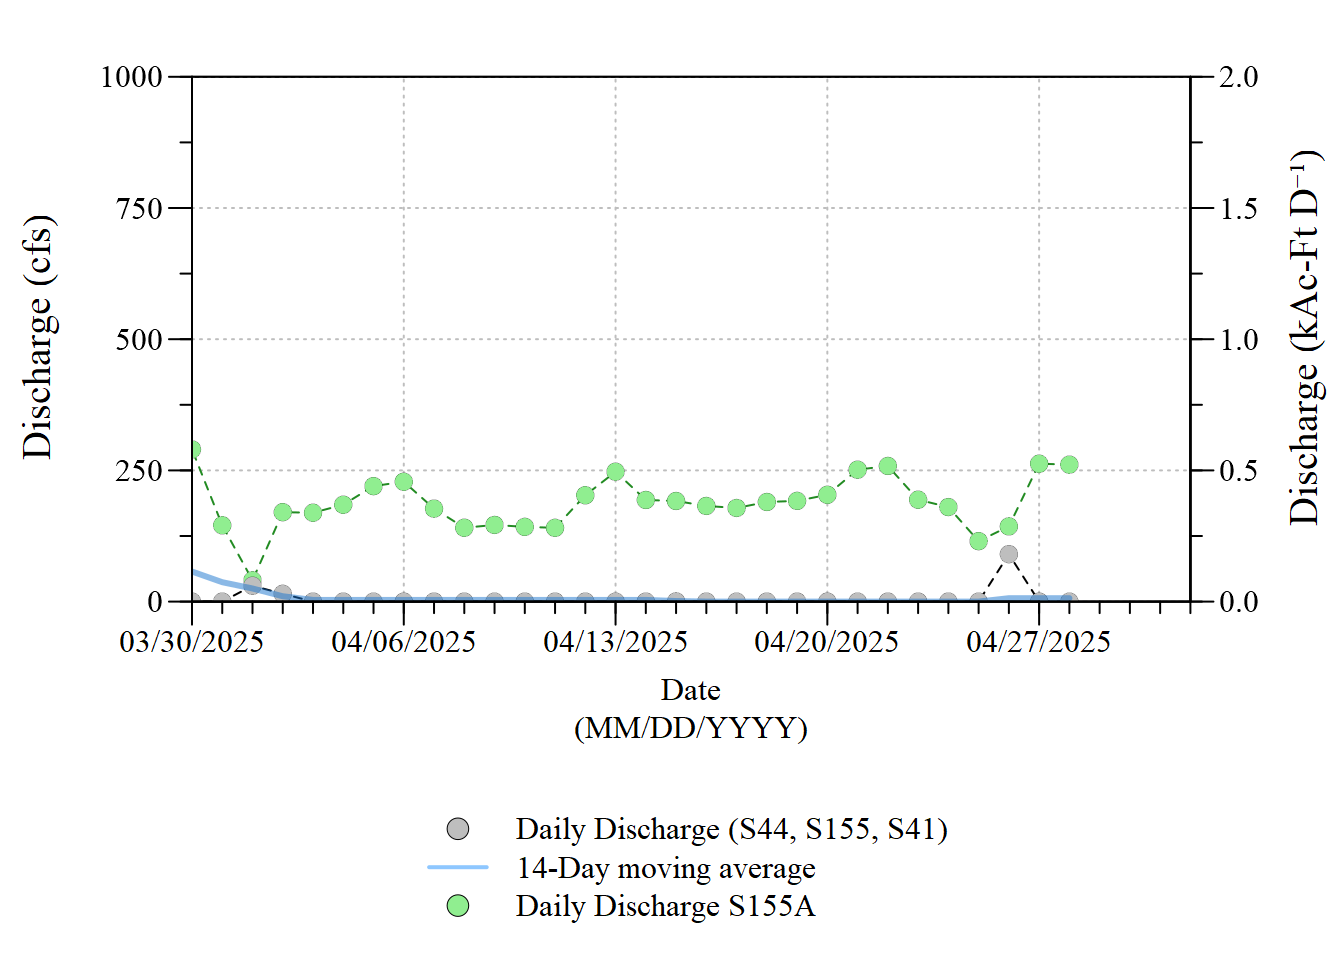 1000
750
500
250
0
2.0
1.5
1.0
0.5
0.0
Discharge (cfs)
Discharge (kAc-Ft D⁻¹)
03/30/2025 04/06/2025 04/13/2025 04/20/2025 04/27/2025
Date
(MM/DD/YYYY)
Daily Discharge (S44, S155, S41)
14-Day moving average
Daily Discharge S155A